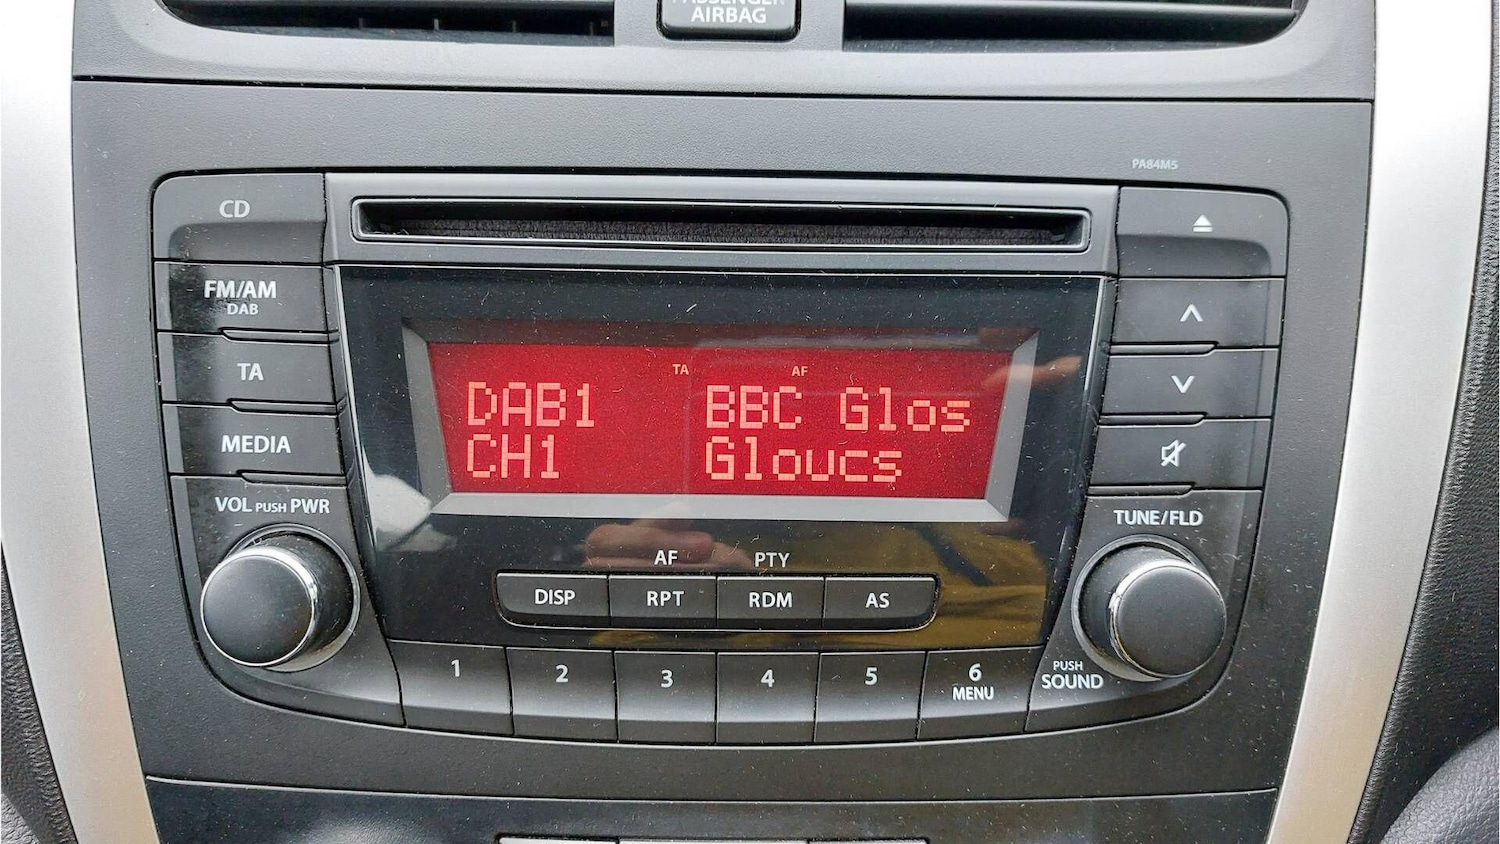 PASSENGER
AIRBAG
PA84M5
CD
FM/AM
DAB
TA
MEDIA
VOL PUSH PWR
TA AF
DAB1 BBC Glos
CH1 Gloucs
TUNE/FLD
AF PTY
DISP RPT RDM AS
1 2 3 4 5 6
MENU
PUSH
SOUND